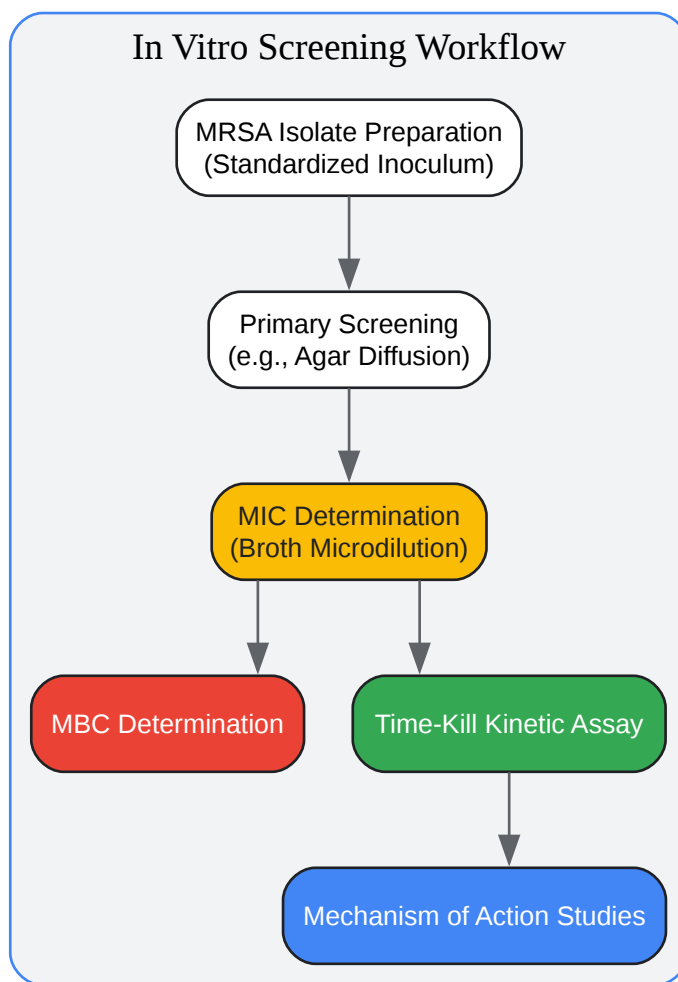 In Vitro Screening Workflow
MRSA Isolate Preparation
(Standardized Inoculum)
Primary Screening
(e.g., Agar Diffusion)
MIC Determination
(Broth Microdilution)
MBC Determination
Time-Kill Kinetic Assay
Mechanism of Action Studies